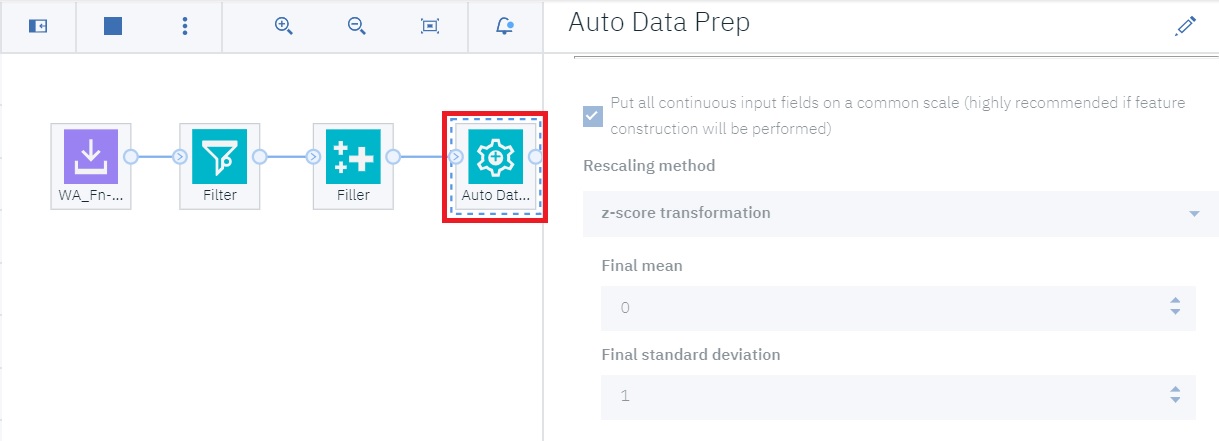 Auto Data Prep
WA_Fn-...
Filter
Filler
Auto Dat...
Put all continuous input fields on a common scale (highly recommended if feature
construction will be performed)
Rescaling method
z-score transformation
Final mean
0
Final standard deviation
1